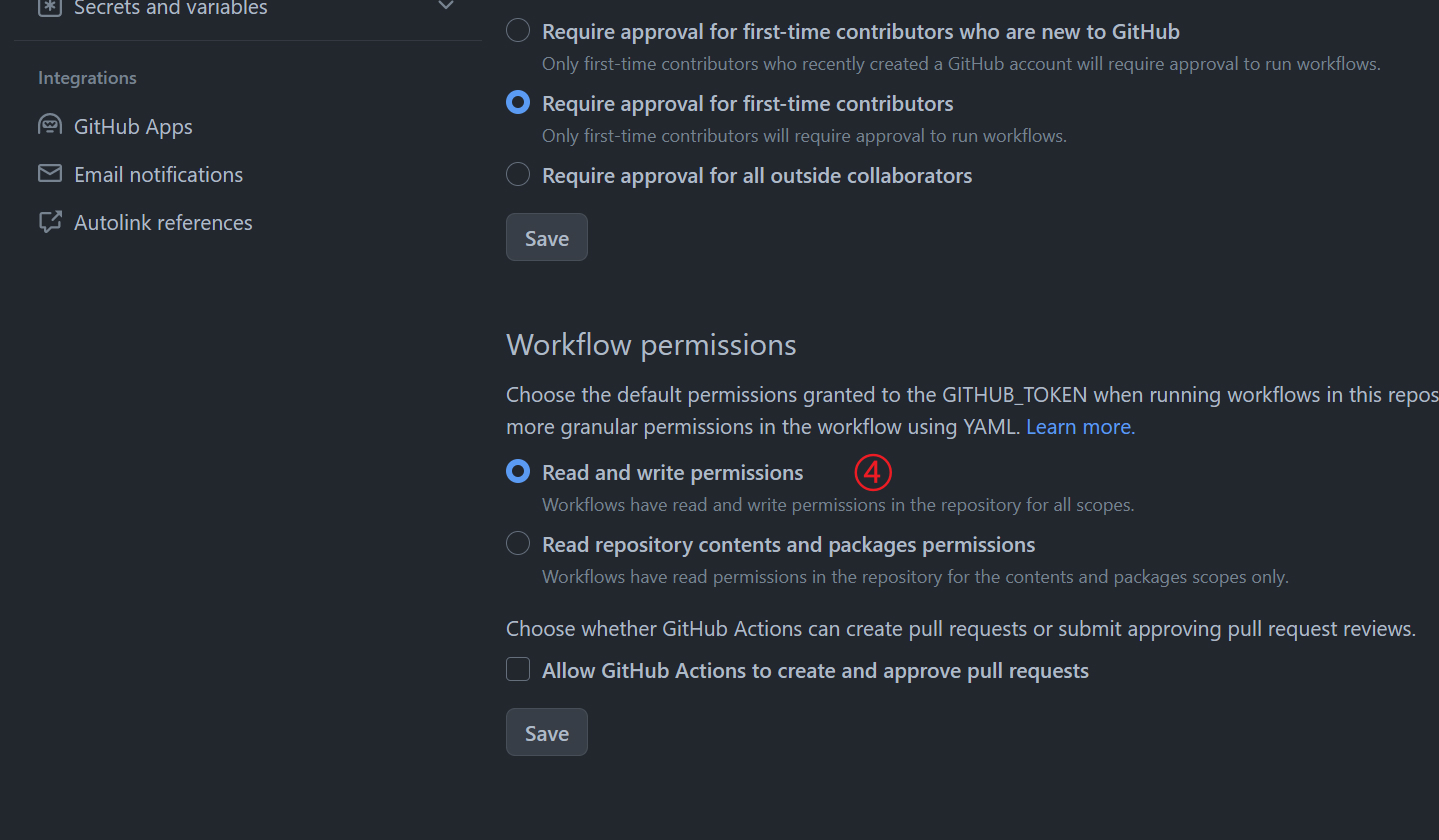 Secrets and variables
Integrations
GitHub Apps
Email notifications
Autolink references
Require approval for first-time contributors who are new to GitHub
Only first-time contributors who recently created a GitHub account will require approval to run workflows.
Require approval for first-time contributors
Only first-time contributors will require approval to run workflows.
Require approval for all outside collaborators
Save
Workflow permissions
Choose the default permissions granted to the GITHUB_TOKEN when running workflows in this repos
more granular permissions in the workflow using YAML. Learn more.
Read and write permissions ④
Workflows have read and write permissions in the repository for all scopes.
Read repository contents and packages permissions
Workflows have read permissions in the repository for the contents and packages scopes only.
Choose whether GitHub Actions can create pull requests or submit approving pull request reviews.
Allow GitHub Actions to create and approve pull requests
Save